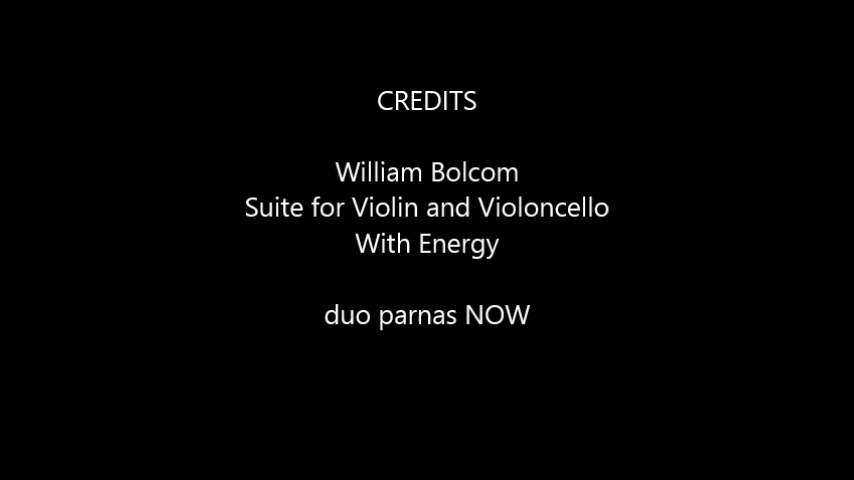 CREDITS
William Bolcom
Suite for Violin and Violoncello
With Energy
duo parnas NOW